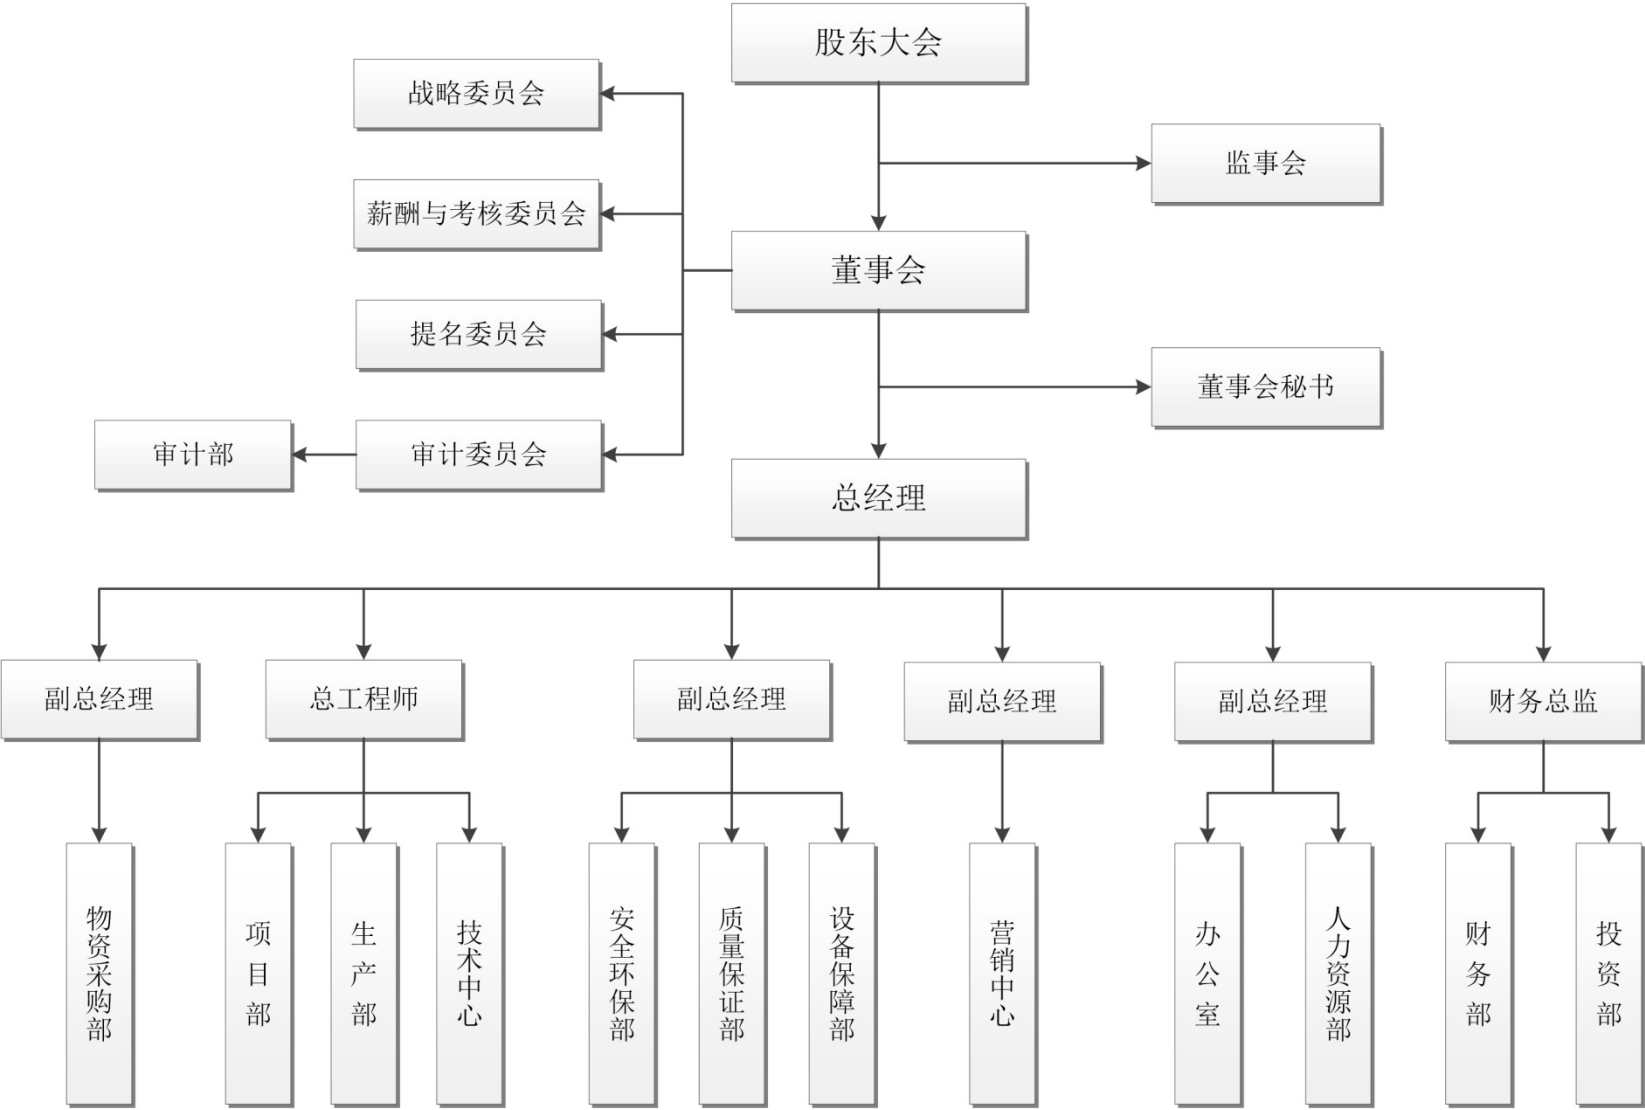 股东大会
战略委员会
监事会
薪酬与考核委员会
董事会
提名委员会
董事会秘书
审计部
审计委员会
总经理
副总经理
总工程师
副总经理
副总经理
副总经理
财务总监
物资采购部
项目部
生产部
技术中心
安全环保部
质量保证部
设备保障部
营销中心
办公室
人力资源部
财务部
投资部